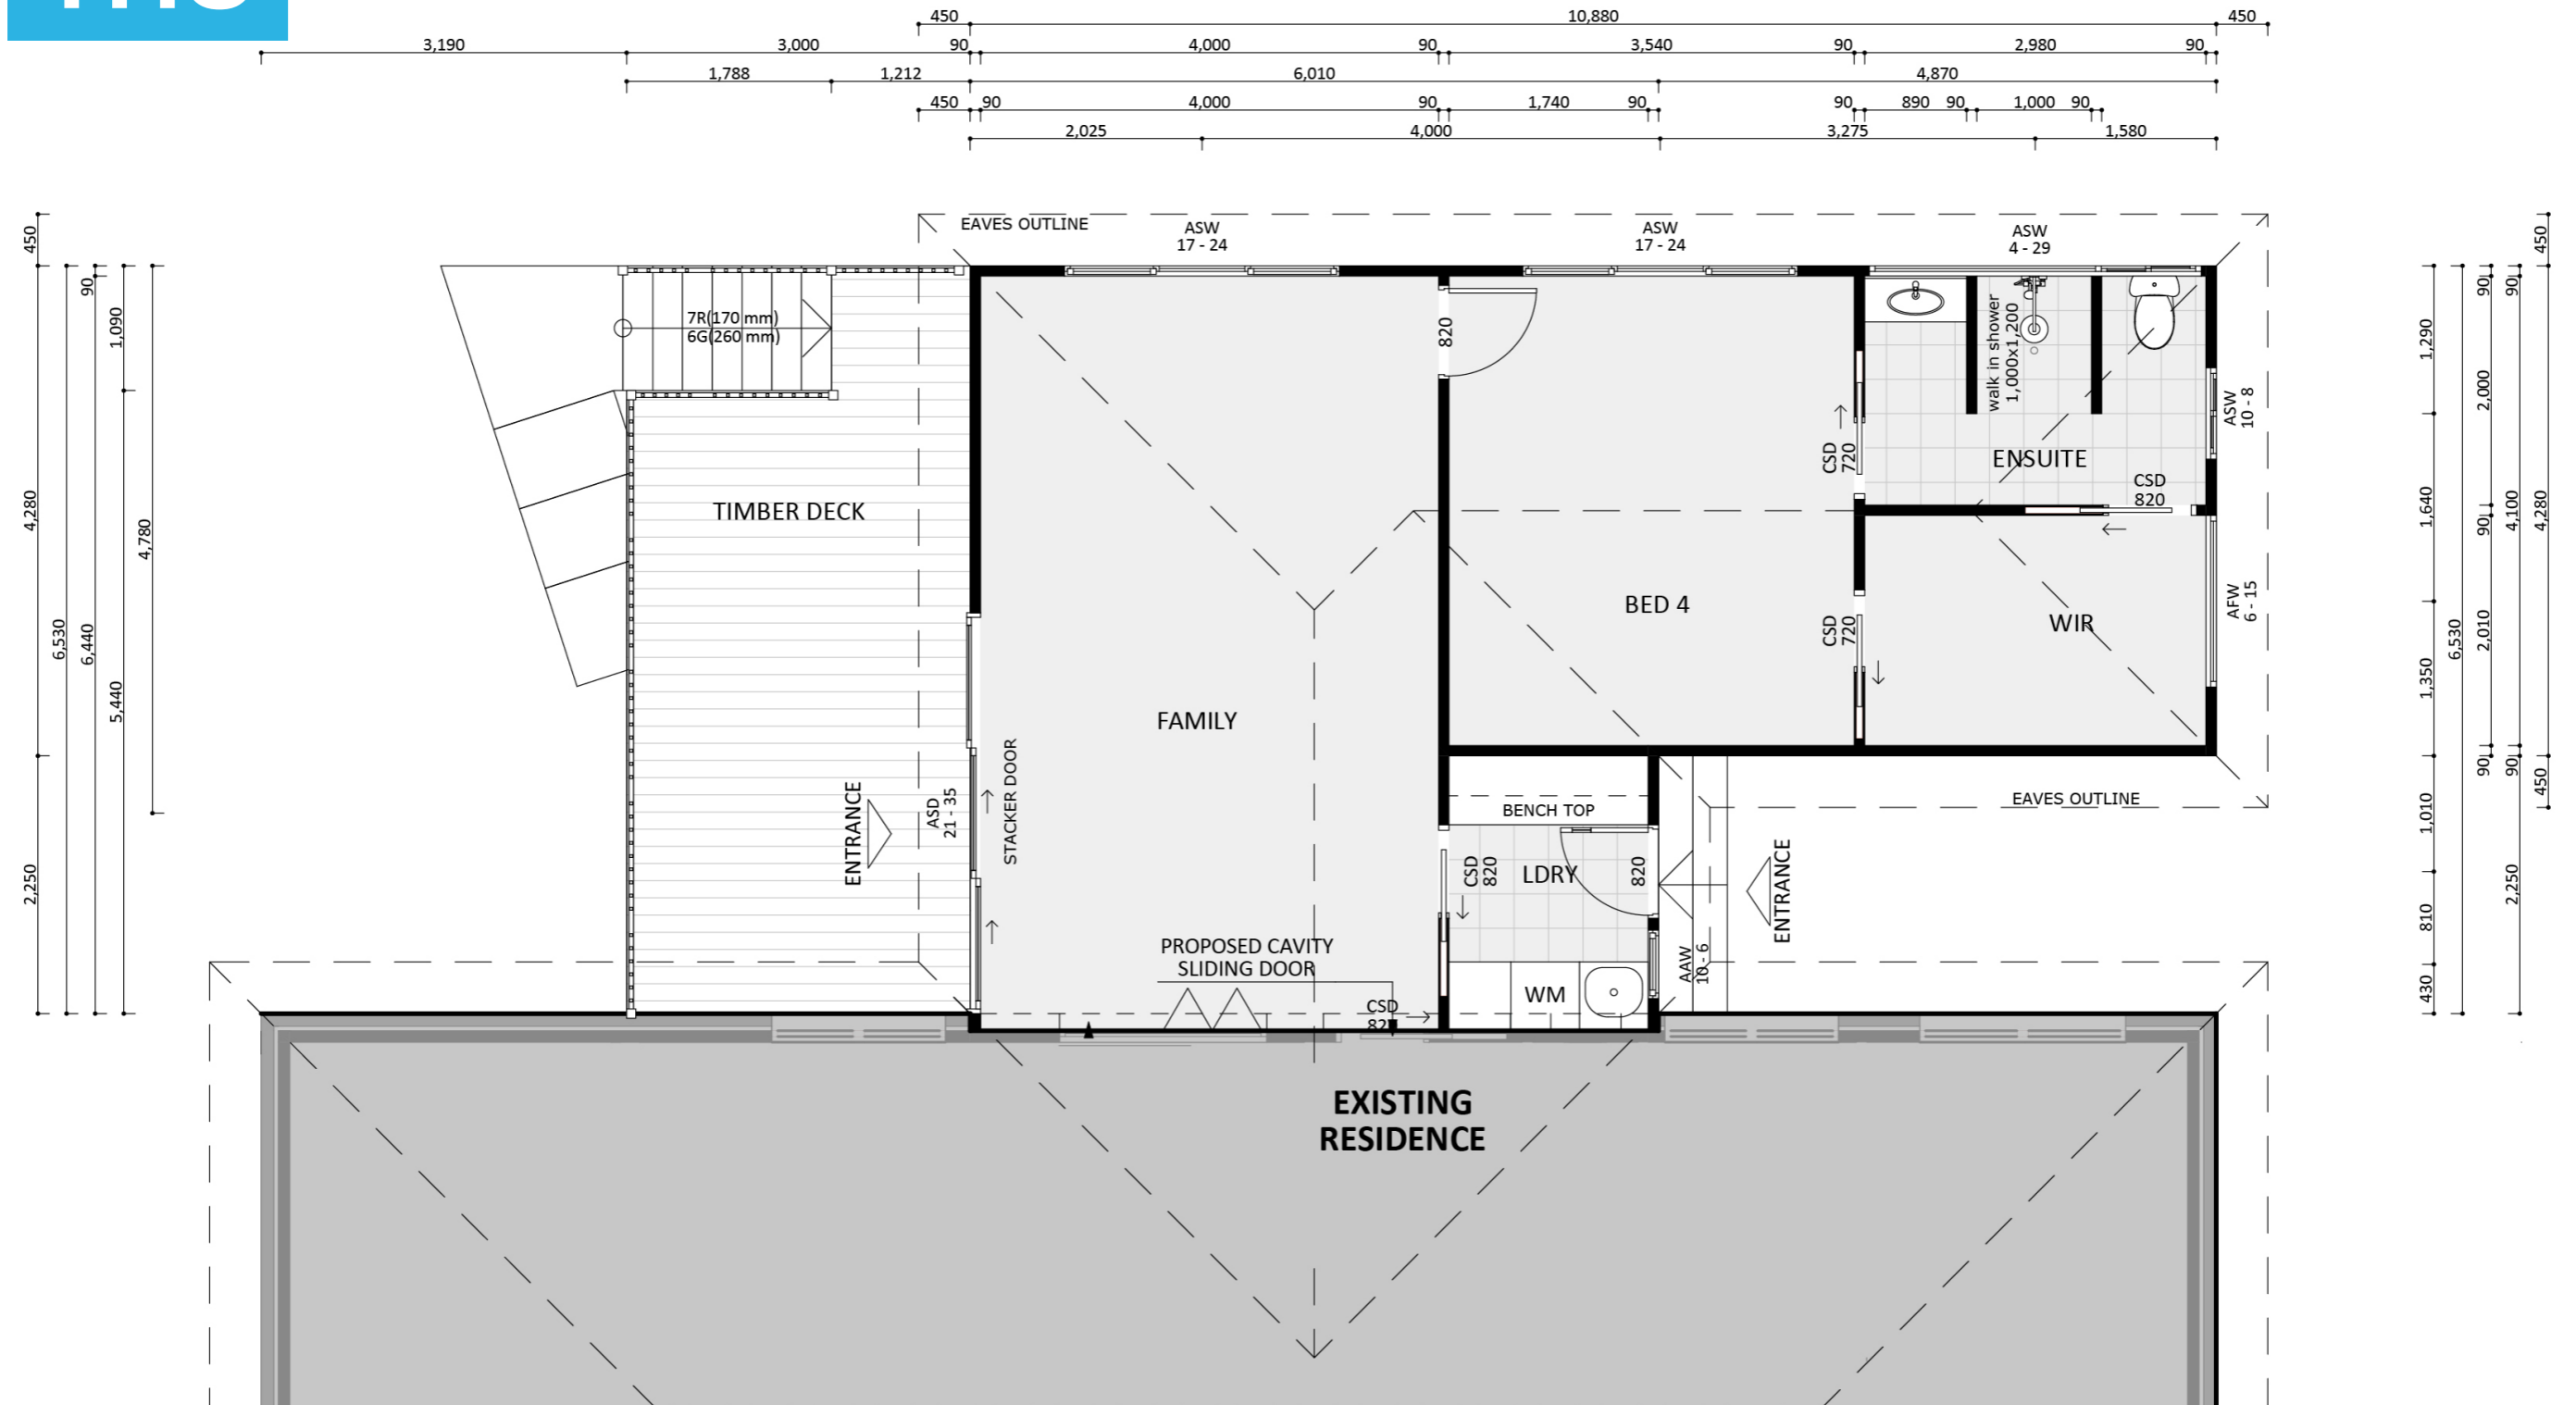 450 10,880 450
3,190 3,000 90 4,000 90 3,540 90 2,980 90
1,788 1,212 6,010 4,870
450 90 4,000 90 1,740 90 90 890 90 1,000 90
2,025 4,000 3,275 1,580
EAVES OUTLINE
ASW
17 - 24
ASW
17 - 24
ASW
4 - 29
450
4,280
2,250
6,530
90
6,440
1,090
5,440
4,780
7R(170 mm)
6G(260 mm)
820
walk in shower
1,000x1,200
ASW
10 - 8
CSD
720
ENSUITE
CSD
820
TIMBER DECK
BED 4
CSD
720
WIR
AFW
6 - 15
FAMILY
STACKER DOOR
ASD
21 - 35
ENTRANCE
BENCH TOP
CSD
820
LDRY
820
ENTRANCE
EAVES OUTLINE
PROPOSED CAVITY
SLIDING DOOR
CSD
WM
AAW
10 - 6
1,290
1,640
1,350
1,010
810
430
6,530
90
2,000
90
2,010
90
90
4,100
90
2,250
450
4,280
450
EXISTING
RESIDENCE